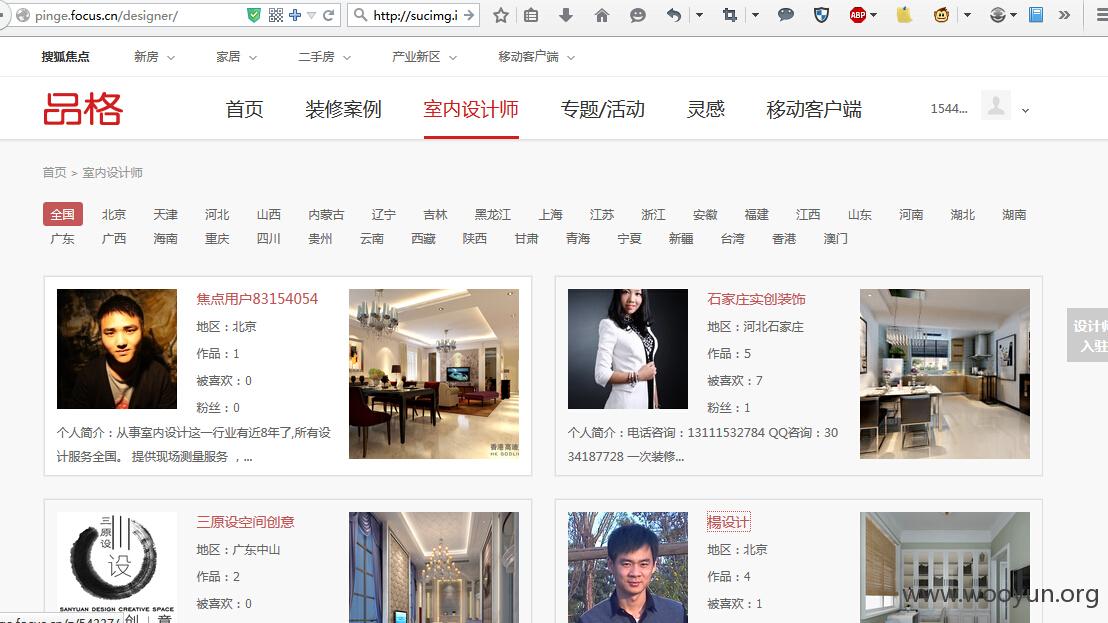 pinge.focus.cn/designer/
http://sucimg.i
ABP
搜狐焦点 新房 家居 二手房 产业新区 移动客户端
品格 首页 装修案例 室内设计师 专题/活动 灵感 移动客户端 1544...
首页 > 室内设计师
全国 北京 天津 河北 山西 内蒙古 辽宁 吉林 黑龙江 上海 江苏 浙江 安徽 福建 江西 山东 河南 湖北 湖南
广东 广西 海南 重庆 四川 贵州 云南 西藏 陕西 甘肃 青海 宁夏 新疆 台湾 香港 澳门
焦点用户83154054
地区：北京
作品：1
被喜欢：0
粉丝：0
个人简介：从事室内设计这一行业有近8年了,所有设
计服务全国。 提供现场测量服务 ，...
石家庄实创装饰
地区：河北石家庄
作品：5
被喜欢：7
粉丝：1
个人简介：电话咨询：13111532784 QQ咨询：30
34187728 一次装修...
设计师
入驻
三原设空间创意
地区：广东中山
作品：2
被喜欢：0
三原设
设
SANYUAN DESIGN CREATIVE SPACE
楊设计
地区：北京
作品：4
被喜欢：1
www.wooyun.org